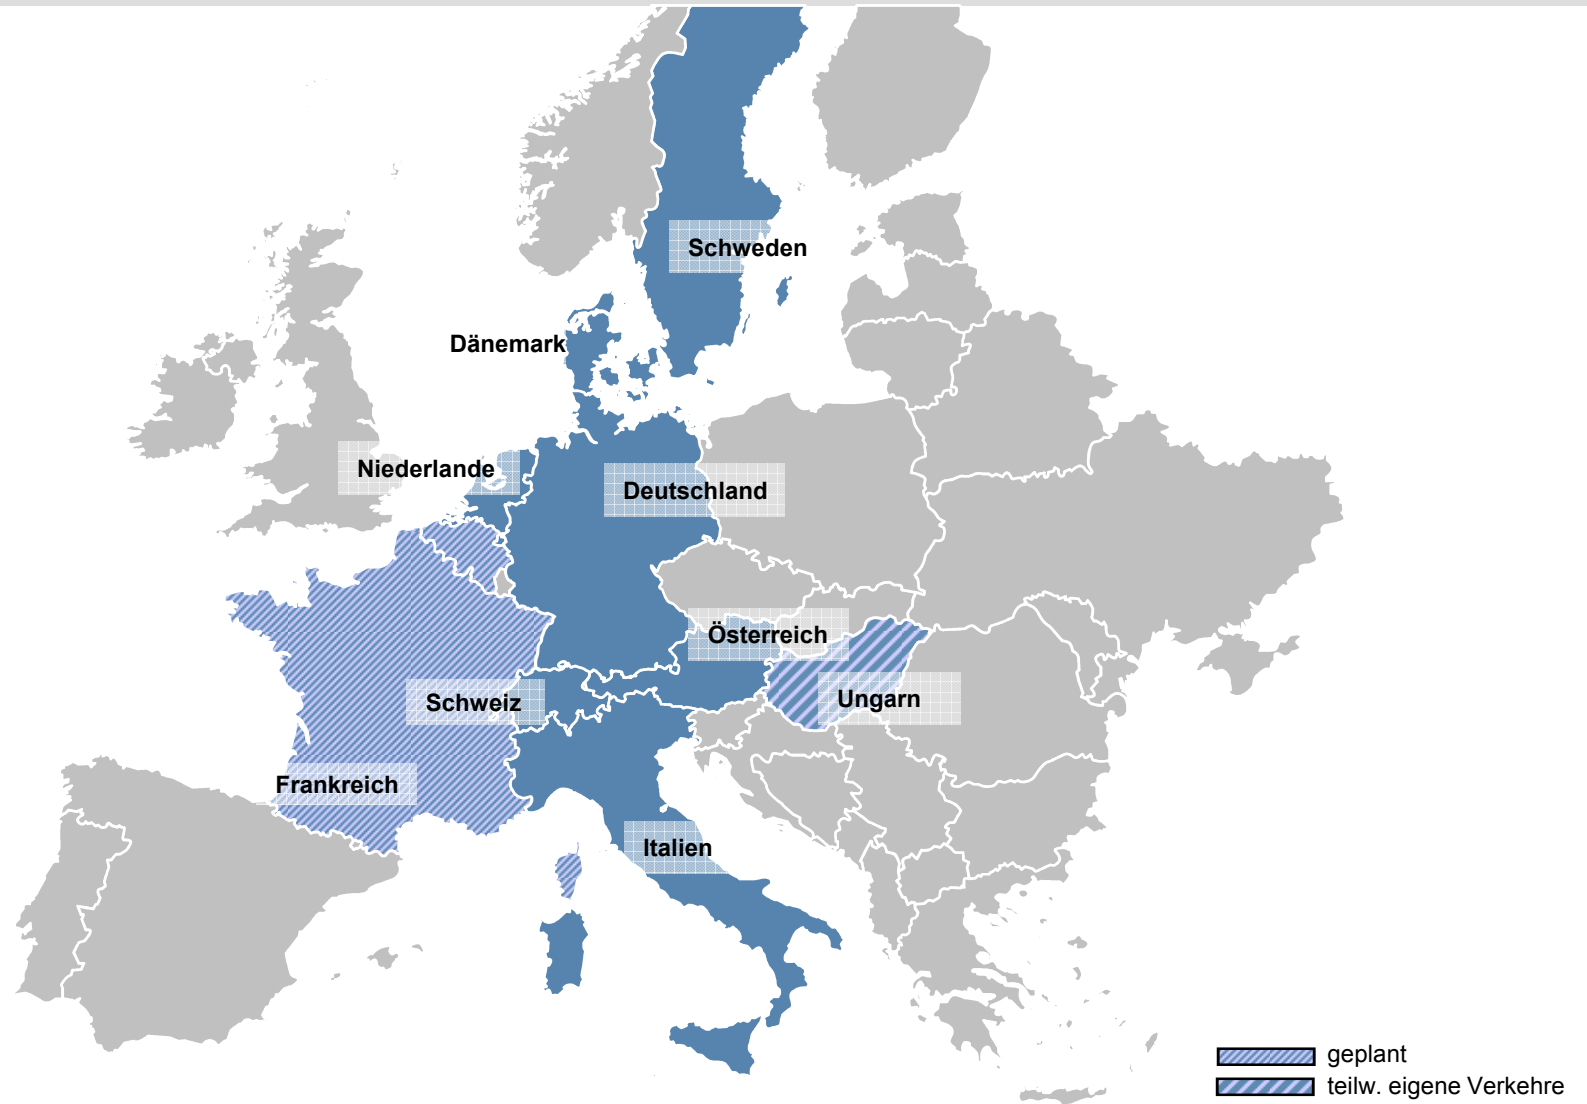 Schweden
Dänemark
Niederlande
Deutschland
Österreich
Schweiz
Ungarn
Frankreich
Italien
geplant
teilw. eigene Verkehre